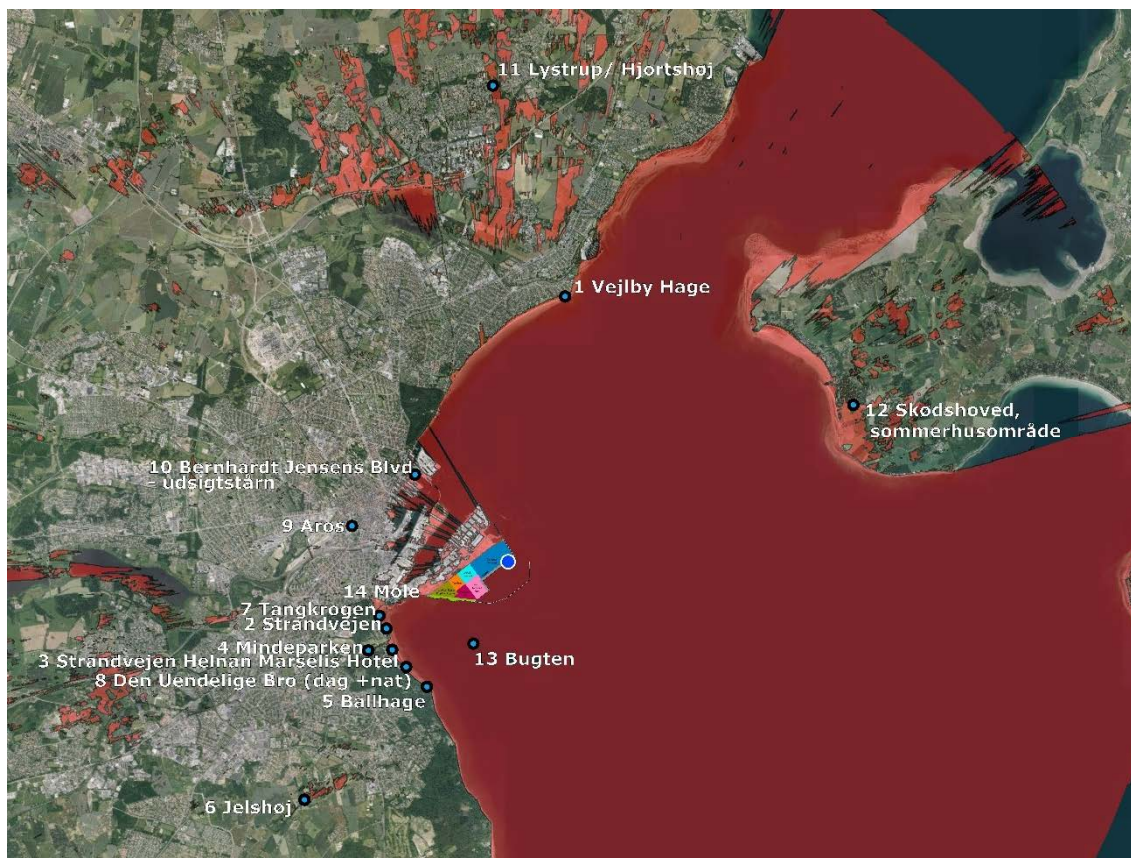 11 Lystrup/ Hjortshøj
1 Vejlby Hage
12 Skødshoved,
sommerhusområde
10 Bernhardt Jensens Blvd
- udsigtstårn
9 Aros
14 Mole
7 Tangkrogen
2 Strandvejen
4 Mindeparken
3 Strandvejen Helnan Marselis Hotel
13 Bugten
8 Den Uendelige Bro (dag +nat)
5 Ballhage
6 Jelshøj